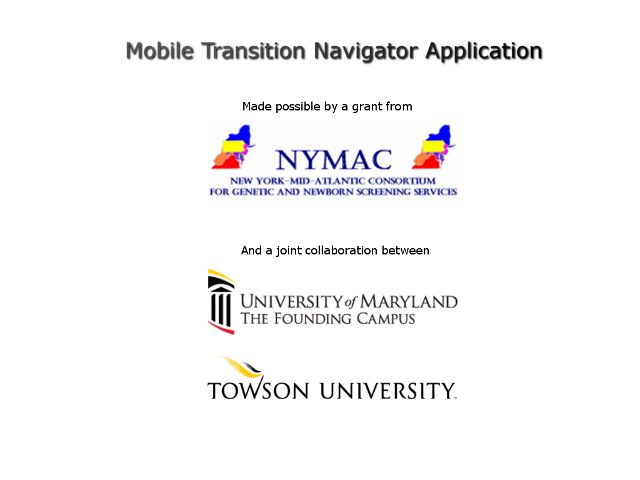 Mobile Transition Navigator Application
Made possible by a grant from
NYMAC
NEW YORK-MID-ATLANTIC CONSORTIUM
FOR GENETIC AND NEWBORN SCREENING SERVICES
And a joint collaboration between
UNIVERSITY of MARYLAND
THE FOUNDING CAMPUS
TOWSON UNIVERSITY